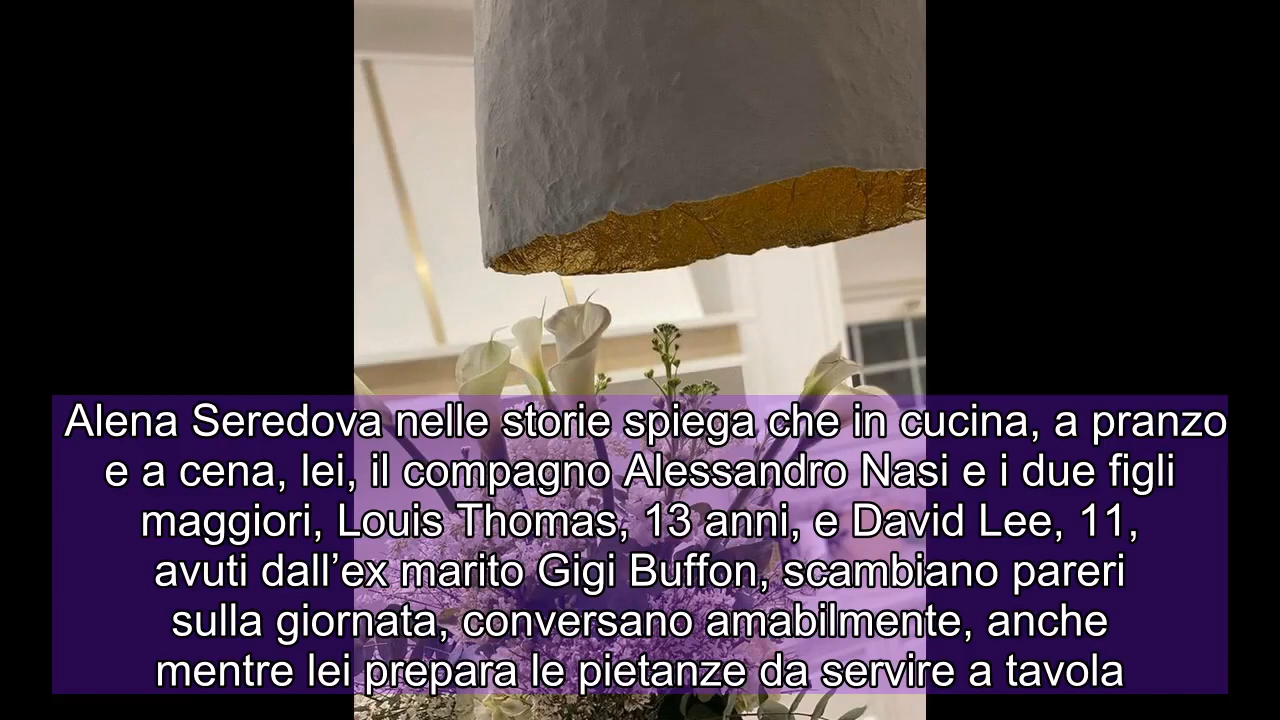 Alena Seredova nelle storie spiega che in cucina, a pranzo
e a cena, lei, il compagno Alessandro Nasi e i due figli
maggiori, Louis Thomas, 13 anni, e David Lee, 11,
avuti dall’ex marito Gigi Buffon, scambiano pareri
sulla giornata, conversano amabilmente, anche
mentre lei prepara le pietanze da servire a tavola